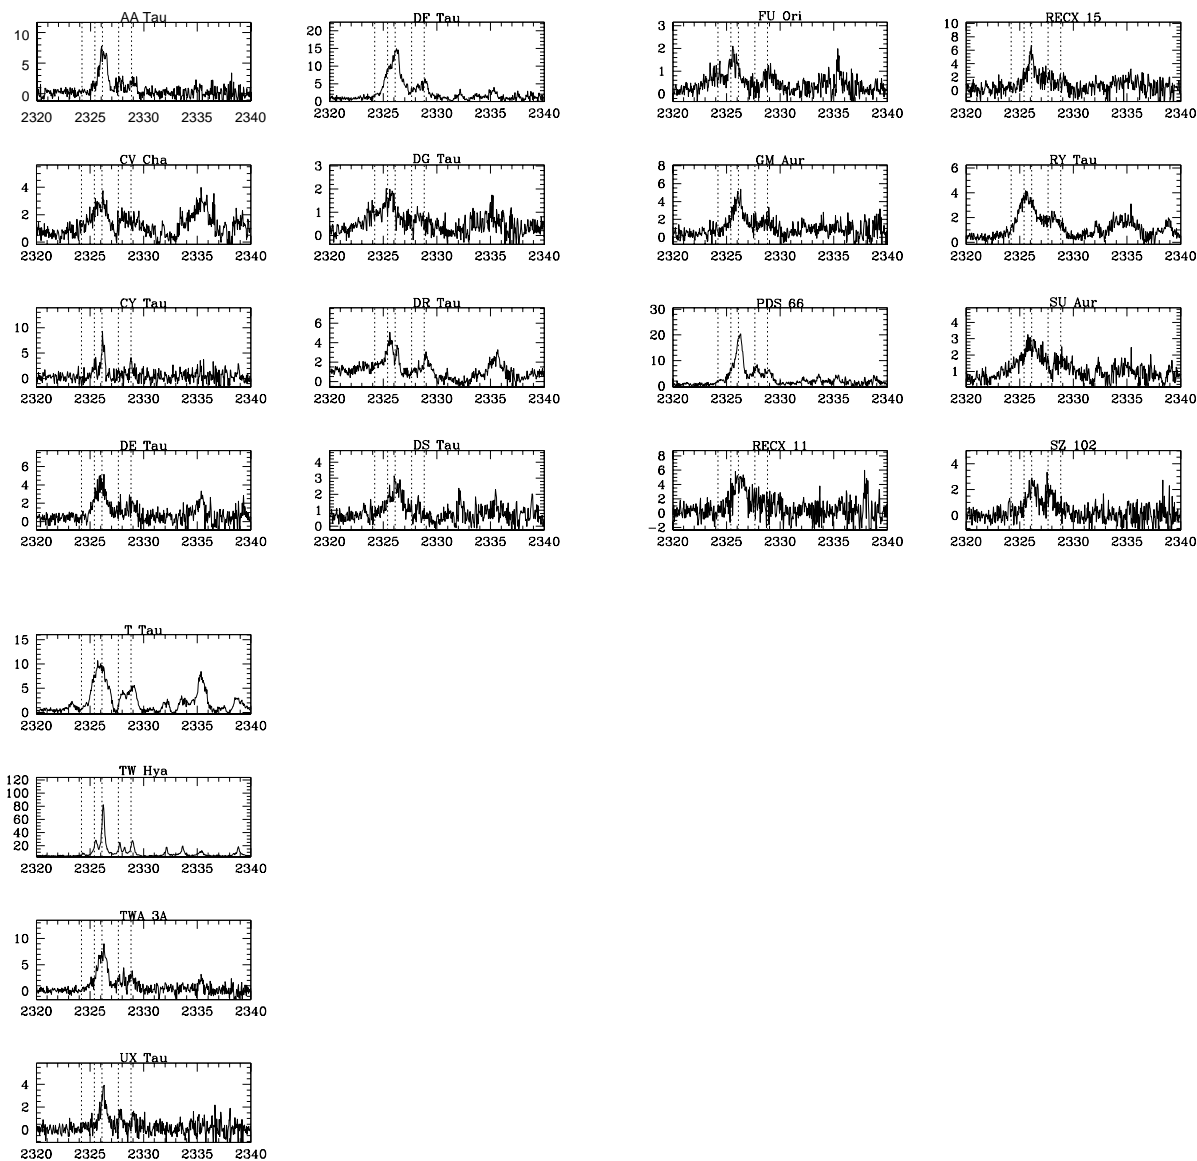 AA Tau
10
5
0
2320 2325 2330 2335 2340
DF Tau
20
15
10
5
0
2320 2325 2330 2335 2340
FU Ori
3
2
1
0
2320 2325 2330 2335 2340
RECX 15
10
8
6
4
2
0
2320 2325 2330 2335 2340
CV Cha
4
2
0
2320 2325 2330 2335 2340
DG Tau
3
2
1
0
2320 2325 2330 2335 2340
GM Aur
8
6
4
2
0
2320 2325 2330 2335 2340
RY Tau
6
4
2
0
2320 2325 2330 2335 2340
CY Tau
10
5
0
2320 2325 2330 2335 2340
DR Tau
6
4
2
0
2320 2325 2330 2335 2340
PDS 66
30
20
10
0
2320 2325 2330 2335 2340
SU Aur
4
3
2
1
2320 2325 2330 2335 2340
DE Tau
6
4
2
0
2320 2325 2330 2335 2340
DS Tau
4
3
2
1
0
2320 2325 2330 2335 2340
RECX 11
8
6
4
2
0
-2
2320 2325 2330 2335 2340
SZ 102
4
2
0
2320 2325 2330 2335 2340
T Tau
15
10
5
0
2320 2325 2330 2335 2340
TW Hya
120
100
80
60
40
20
2320 2325 2330 2335 2340
TWA 3A
10
5
0
2320 2325 2330 2335 2340
UX Tau
4
2
0
2320 2325 2330 2335 2340